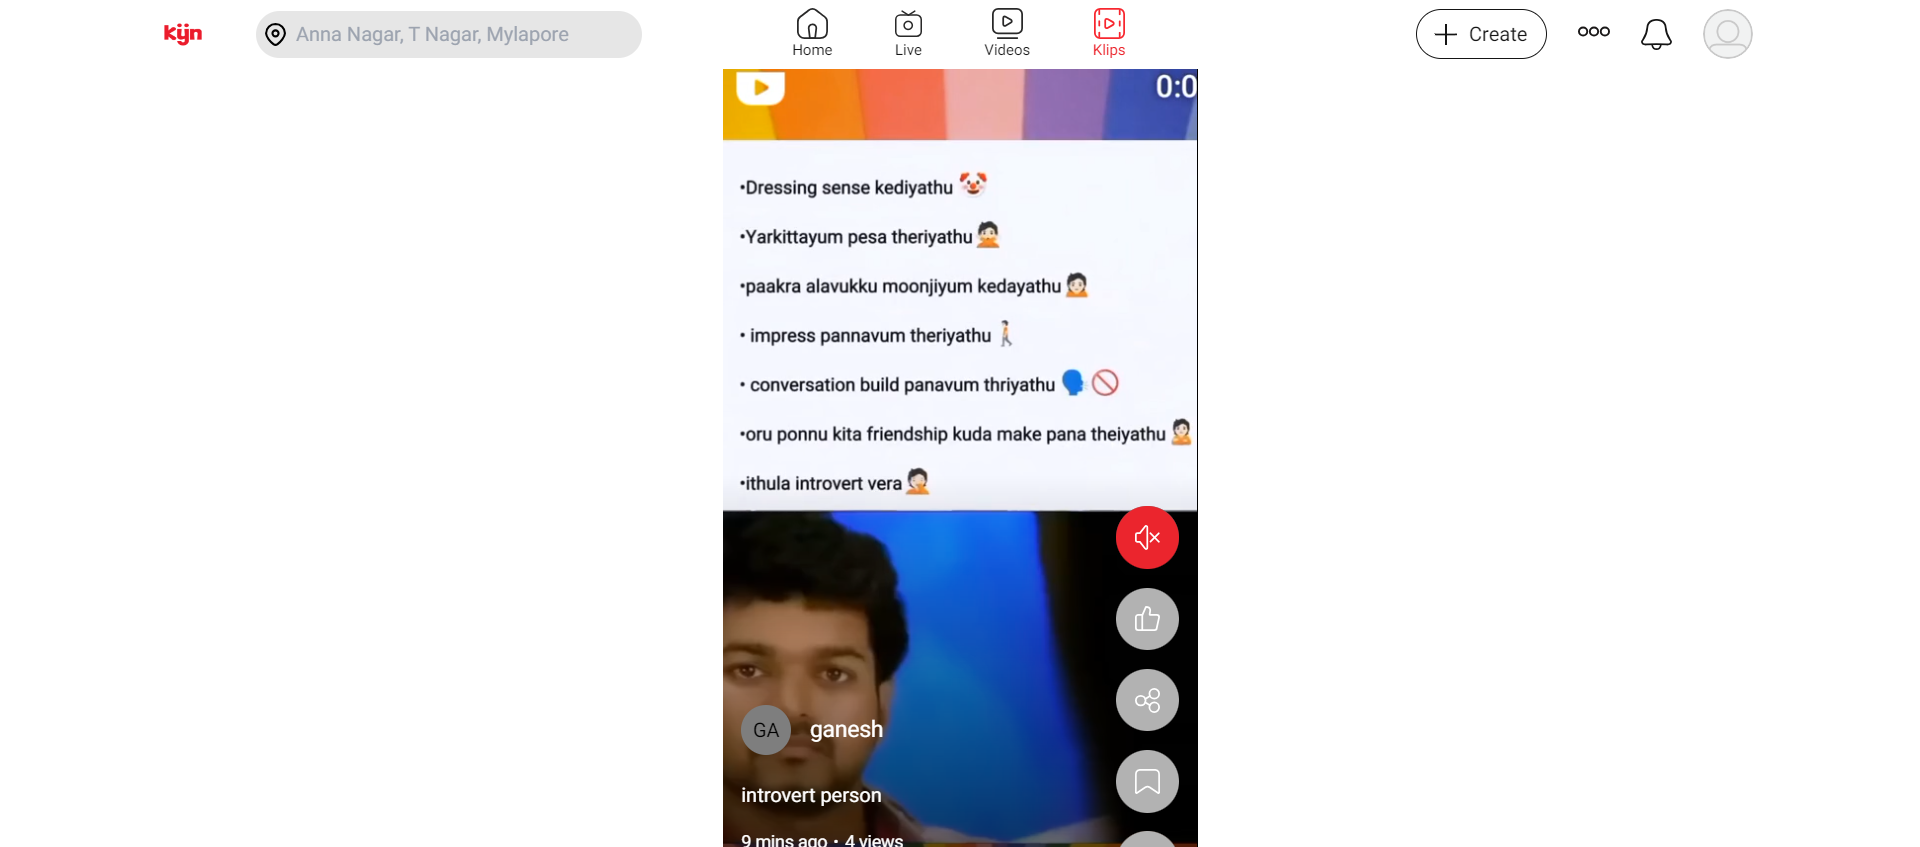 kyn
Anna Nagar, T Nagar, Mylapore
Home
Live
Videos
Klips
Create
0:0
•Dressing sense kediyathu 🤡
•Yarkittayum pesa theriyathu 🙅🏻
•paakra alavukku moonjiyum kedayathu 🙍🏻
• impress pannavum theriyathu 🚶🏻
• conversation build panavum thriyathu 🗣️🚫
•oru ponnu kita friendship kuda make pana theiyathu 🙎🏻
•ithula introvert vera 🤦🏻
GA
ganesh
introvert person
9 mins ago • 4 views